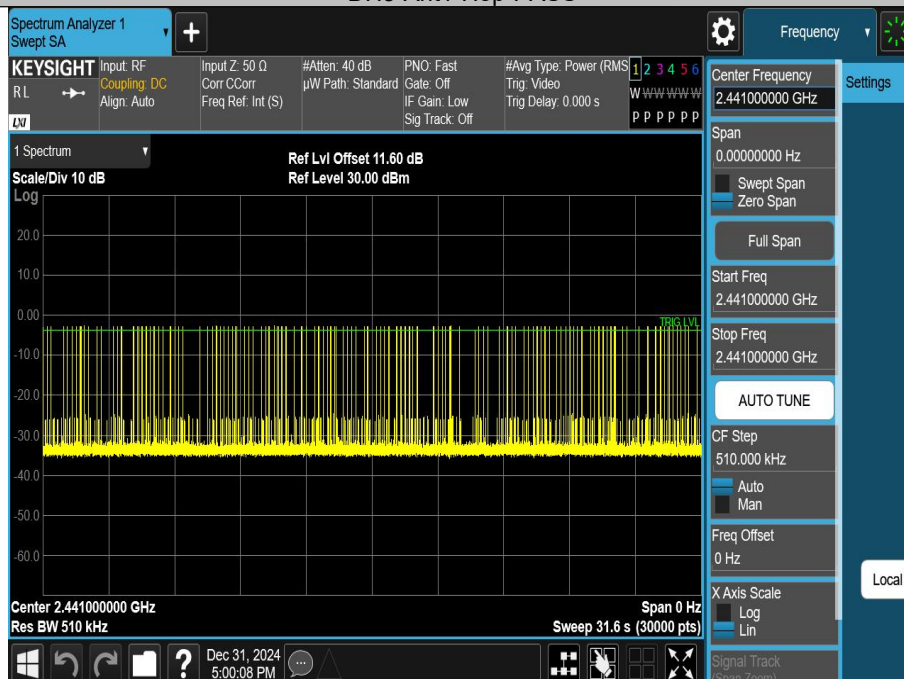 Spectrum Analyzer 1
Swept SA
+
Frequency
KEYSIGHT
R L
LXI
Input: RF
Coupling: DC
Align: Auto
Input Z: 50 Ω
Corr CCorr
Freq Ref: Int (S)
#Atten: 40 dB
µW Path: Standard
PNO: Fast
Gate: Off
IF Gain: Low
Sig Track: Off
#Avg Type: Power (RMS
Trig: Video
Trig Delay: 0.000 s
1 2 3 4 5 6
W W W W W W
P P P P P P
Center Frequency
2.441000000 GHz
Settings
Span
0.00000000 Hz
Swept Span
Zero Span
Full Span
Start Freq
2.441000000 GHz
Stop Freq
2.441000000 GHz
AUTO TUNE
CF Step
510.000 kHz
Auto
Man
Freq Offset
0 Hz
X Axis Scale
Log
Lin
Signal Track
(Span Zoom)
Local
1 Spectrum
Scale/Div 10 dB
Ref Lvl Offset 11.60 dB
Ref Level 30.00 dBm
Log
20.0
10.0
0.00
TRIG LVL
-10.0
-20.0
-30.0
-40.0
-50.0
-60.0
Center 2.441000000 GHz
Span 0 Hz
Res BW 510 kHz
Sweep 31.6 s (30000 pts)
?
Dec 31, 2024
5:00:08 PM